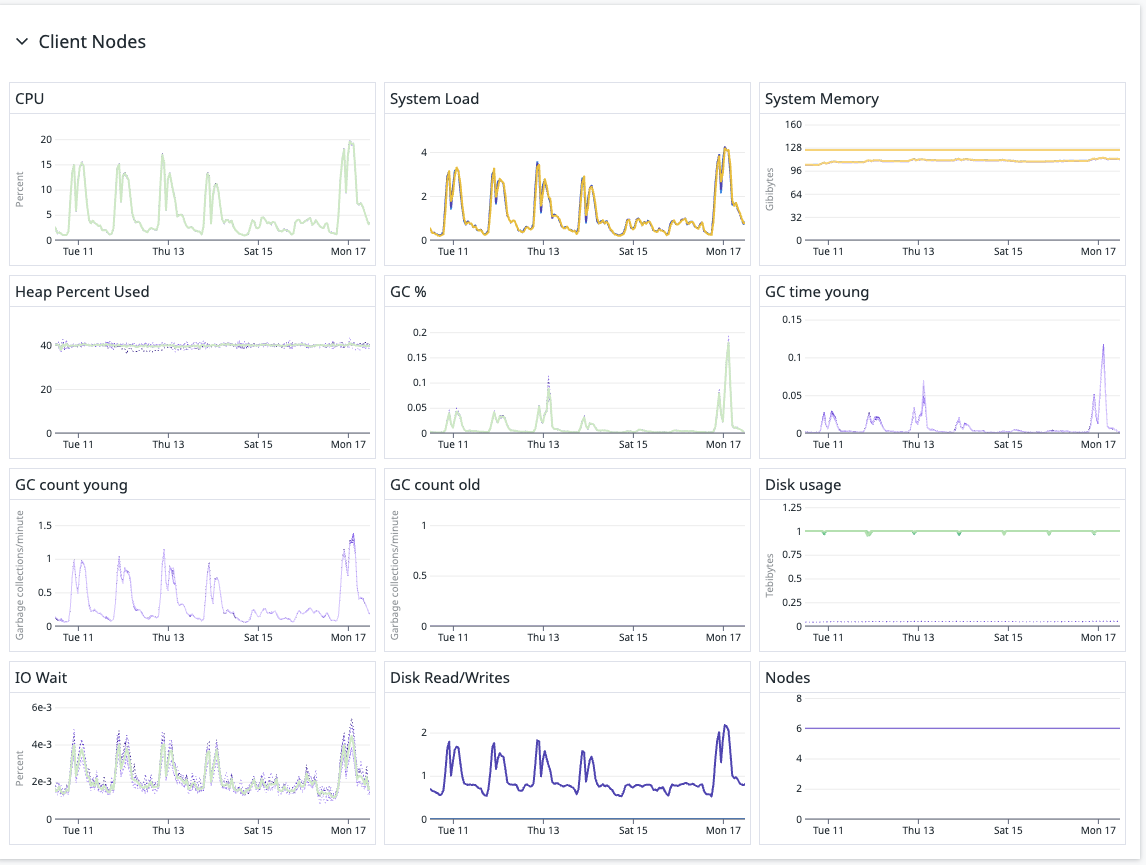 Client Nodes
CPU
Percent
20
15
10
5
0
Tue 11 Thu 13 Sat 15 Mon 17
System Load
4
2
0
Tue 11 Thu 13 Sat 15 Mon 17
System Memory
Gibibytes
160
128
96
64
32
0
Tue 11 Thu 13 Sat 15 Mon 17
Heap Percent Used
40
20
0
Tue 11 Thu 13 Sat 15 Mon 17
GC %
0.2
0.15
0.1
0.05
0
Tue 11 Thu 13 Sat 15 Mon 17
GC time young
0.15
0.1
0.05
0
Tue 11 Thu 13 Sat 15 Mon 17
GC count young
Garbage collections/minute
1.5
1
0.5
0
Tue 11 Thu 13 Sat 15 Mon 17
GC count old
Garbage collections/minute
1
0.5
0
Tue 11 Thu 13 Sat 15 Mon 17
Disk usage
Tebibytes
1.25
1
0.75
0.5
0.25
0
Tue 11 Thu 13 Sat 15 Mon 17
IO Wait
Percent
6e-3
4e-3
2e-3
0
Tue 11 Thu 13 Sat 15 Mon 17
Disk Read/Writes
2
1
0
Tue 11 Thu 13 Sat 15 Mon 17
Nodes
8
6
4
2
0
Tue 11 Thu 13 Sat 15 Mon 17